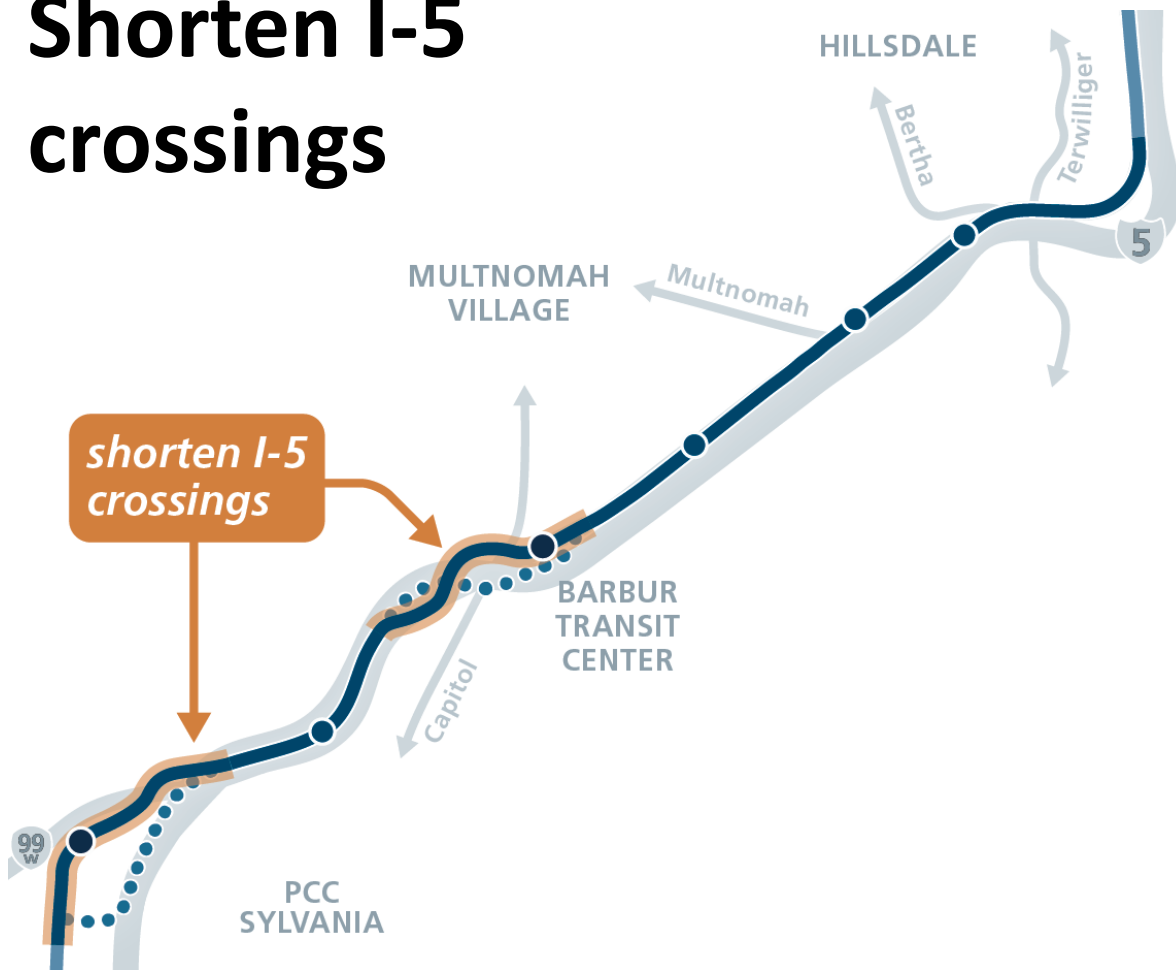 Shorten I-5
crossings
HILLSDALE
Bertha
Terwilliger
5
MULTNOMAH
VILLAGE
Multnomah
shorten I-5
crossings
BARBUR
TRANSIT
CENTER
Capitol
99
W
PCC
SYLVANIA